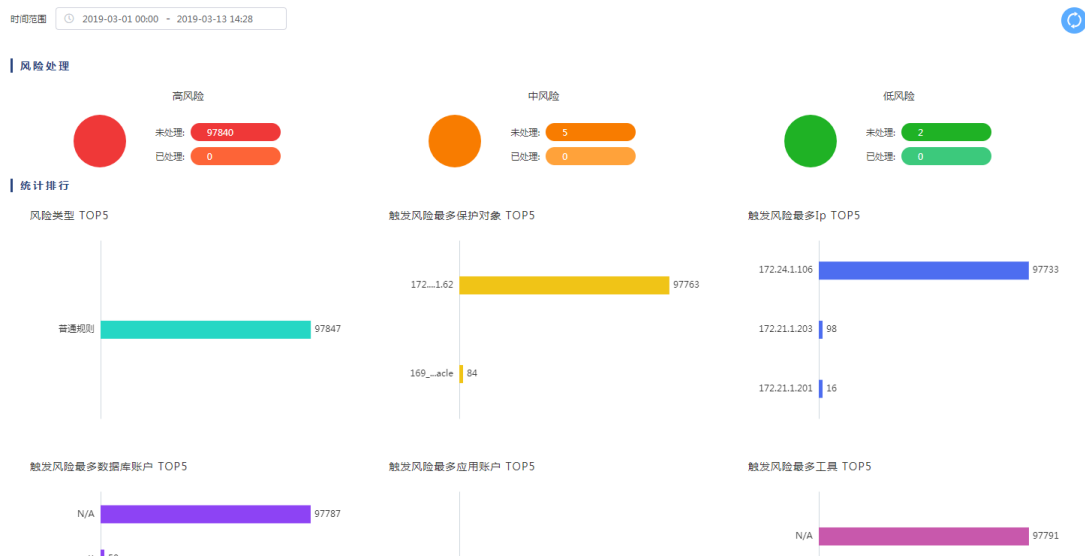 时间范围 2019-03-01 00:00 - 2019-03-13 14:28
风险处理
高风险 中风险 低风险
未处理: 97840 未处理: 5 未处理: 2
已处理: 0 已处理: 0 已处理: 0
统计排行
风险类型 TOP5 触发风险最多保护对象 TOP5 触发风险最多Ip TOP5
172.24.1.106 97733
172....1.62 97763
普通规则 97847 172.21.1.203 98
169_...acle 84
172.21.1.201 16
触发风险最多数据库账户 TOP5 触发风险最多应用账户 TOP5 触发风险最多工具 TOP5
N/A 97787
N/A 97791